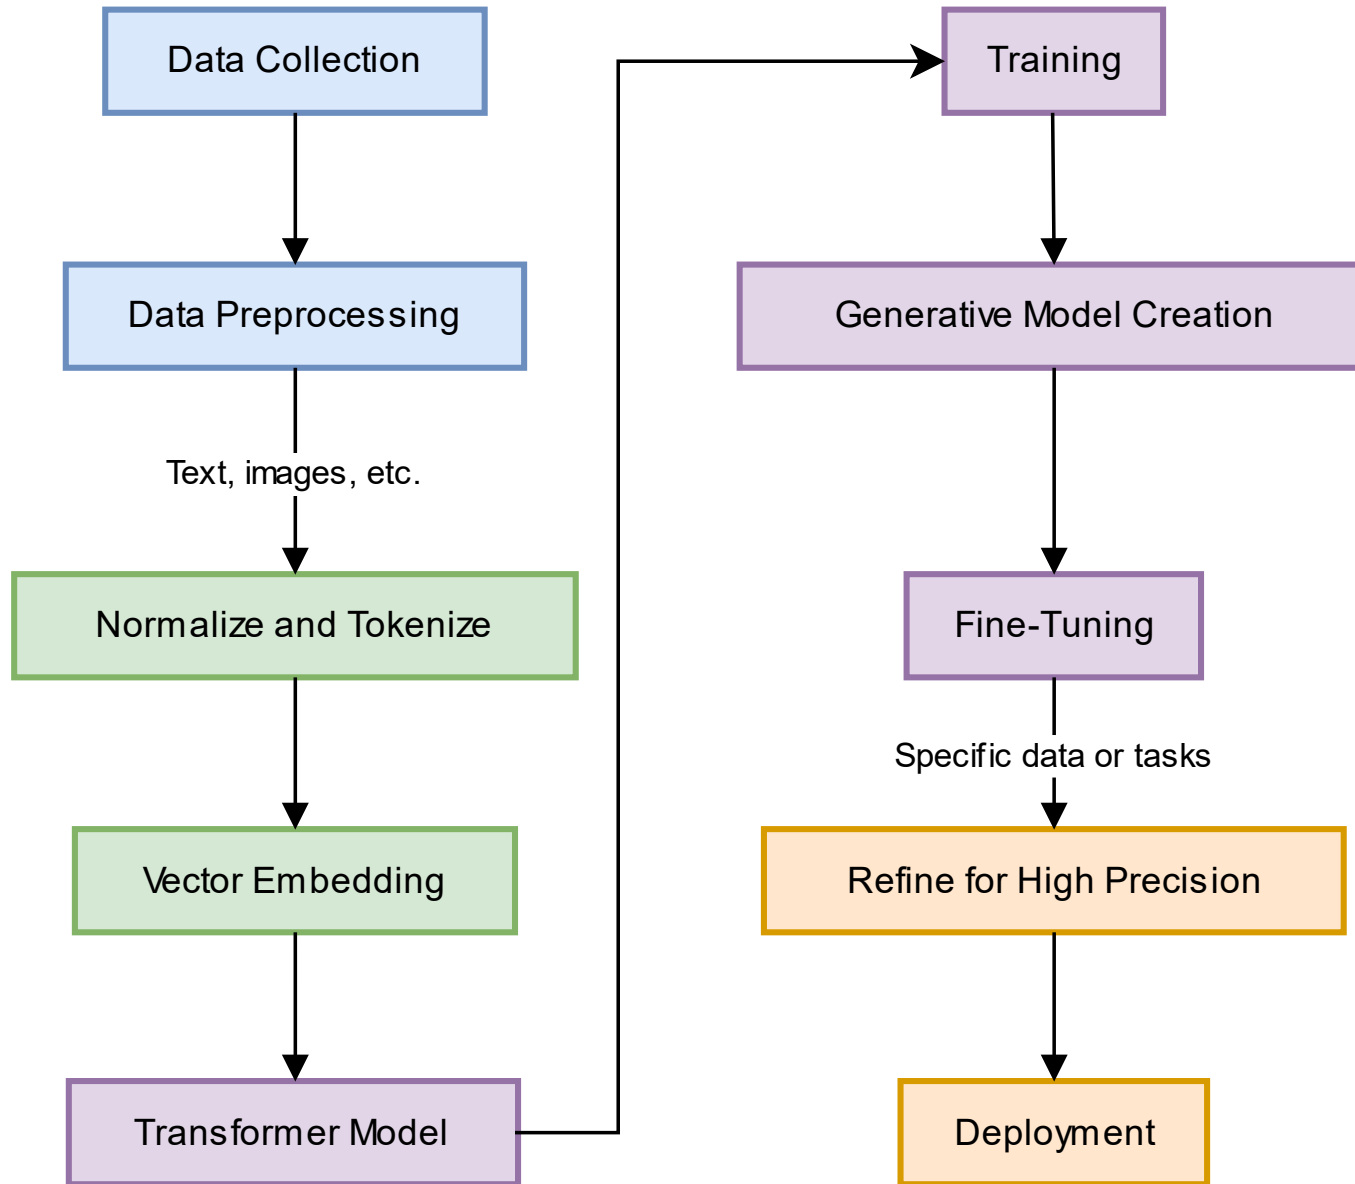 Data Collection
Data Preprocessing
Text, images, etc.
Normalize and Tokenize
Vector Embedding
Transformer Model
Training
Generative Model Creation
Fine-Tuning
Specific data or tasks
Refine for High Precision
Deployment